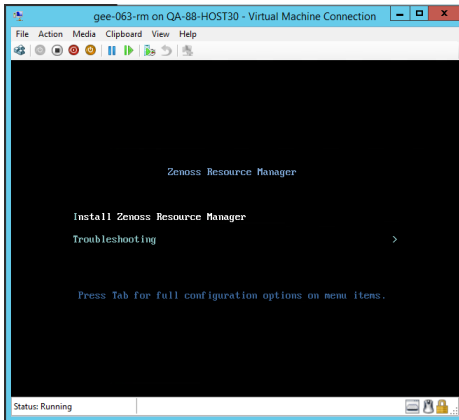 gee-063-rm on QA-88-HOST30 - Virtual Machine Connection
File Action Media Clipboard View Help
Zenoss Resource Manager
Install Zenoss Resource Manager
Troubleshooting >
Press Tab for full configuration options on menu items.
Status: Running